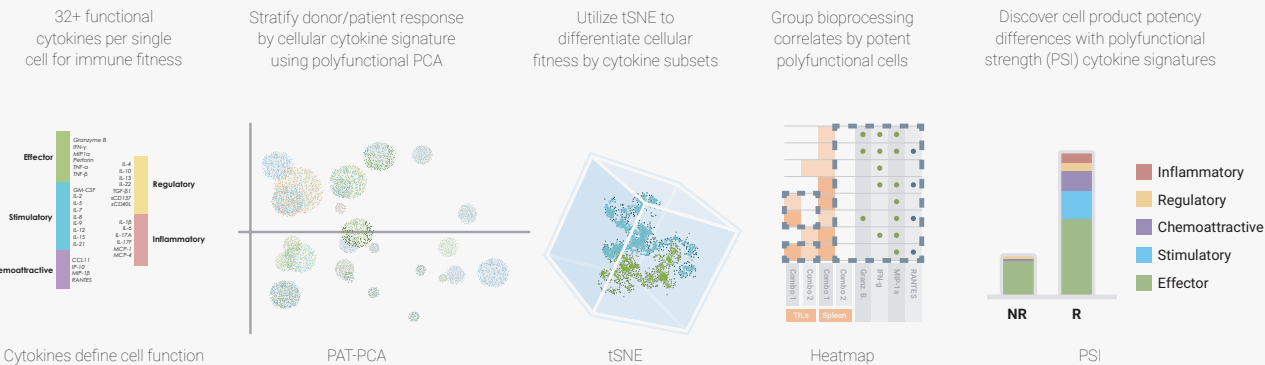 32+ functional
cytokines per single
cell for immune fitness
Stratify donor/patient response
by cellular cytokine signature
using polyfunctional PCA
Utilize tSNE to
differentiate cellular
fitness by cytokine subsets
Group bioprocessing
correlates by potent
polyfunctional cells
Discover cell product potency
differences with polyfunctional
strength (PSI) cytokine signatures
Effector
Granzyme B
IFN-γ
MIP1α
Perforin
TNF-α
TNF-β
Stimulatory
GM-CSF
IL-2
IL-5
IL-7
IL-8
IL-9
IL-12
IL-15
IL-21
emoattractive
CCL11
IP-10
MIP-1β
RANTES
IL-4
IL-10
IL-13
IL-22
TGF-β1
sCD137
sCD40L
Regulatory
IL-1β
IL-6
IL-17A
IL-17F
MCP-1
MCP-4
Inflammatory
Combo 1
Combo 2
Combo 1
Combo 2
Granz. B.
IFN-g
MIP-1a
RANTES
TILs
Spleen
NR
R
Inflammatory
Regulatory
Chemoattractive
Stimulatory
Effector
Cytokines define cell function
PAT-PCA
tSNE
Heatmap
PSI